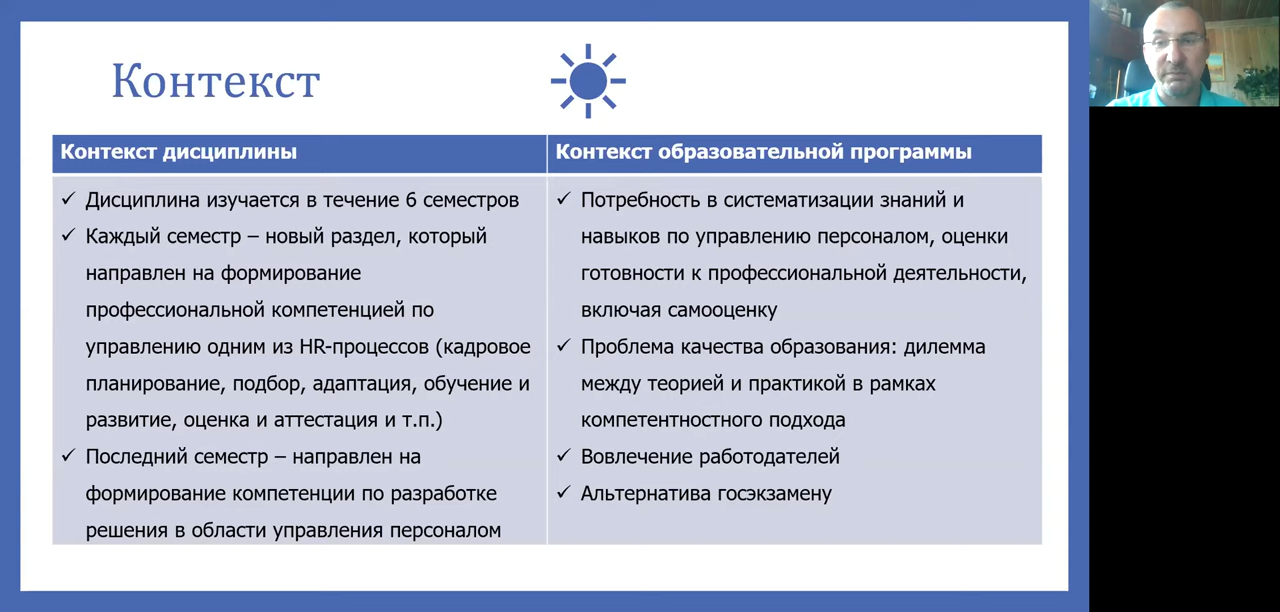 Контекст
Контекст дисциплины
✓ Дисциплина изучается в течение 6 семестров
✓ Каждый семестр – новый раздел, который
направлен на формирование
профессиональной компетенцией по
управлению одним из HR-процессов (кадровое
планирование, подбор, адаптация, обучение и
развитие, оценка и аттестация и т.п.)
✓ Последний семестр – направлен на
формирование компетенции по разработке
решения в области управления персоналом
Контекст образовательной программы
✓ Потребность в систематизации знаний и
навыков по управлению персоналом, оценки
готовности к профессиональной деятельности,
включая самооценку
✓ Проблема качества образования: дилемма
между теорией и практикой в рамках
компетентностного подхода
✓ Вовлечение работодателей
✓ Альтернатива госэкзамену